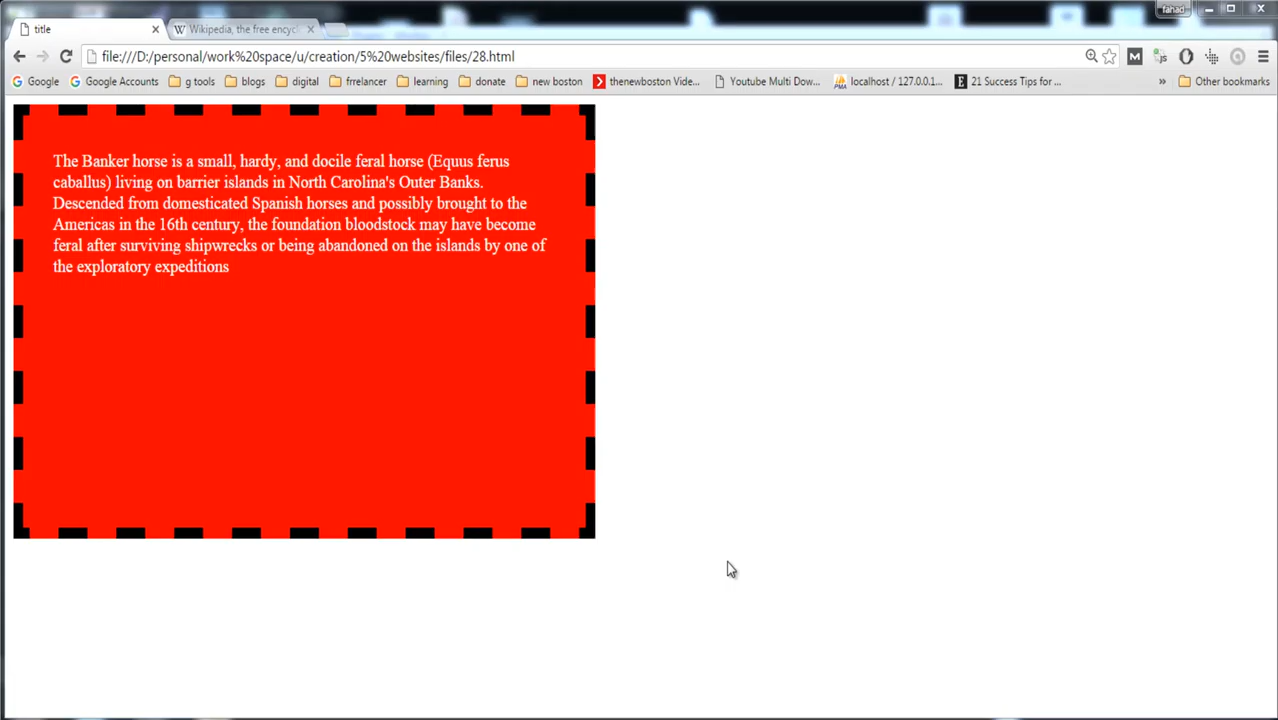 fahad
title
Wikipedia, the free encycl
file:///D:/personal/work%20space/u/creation/5%20websites/files/28.html
Google Google Accounts g tools blogs digital frrelancer learning donate new boston thenewboston Vide... Youtube Multi Dow... localhost / 127.0.0.1... 21 Success Tips for ... » Other bookmarks
The Banker horse is a small, hardy, and docile feral horse (Equus ferus
caballus) living on barrier islands in North Carolina's Outer Banks.
Descended from domesticated Spanish horses and possibly brought to the
Americas in the 16th century, the foundation bloodstock may have become
feral after surviving shipwrecks or being abandoned on the islands by one of
the exploratory expeditions